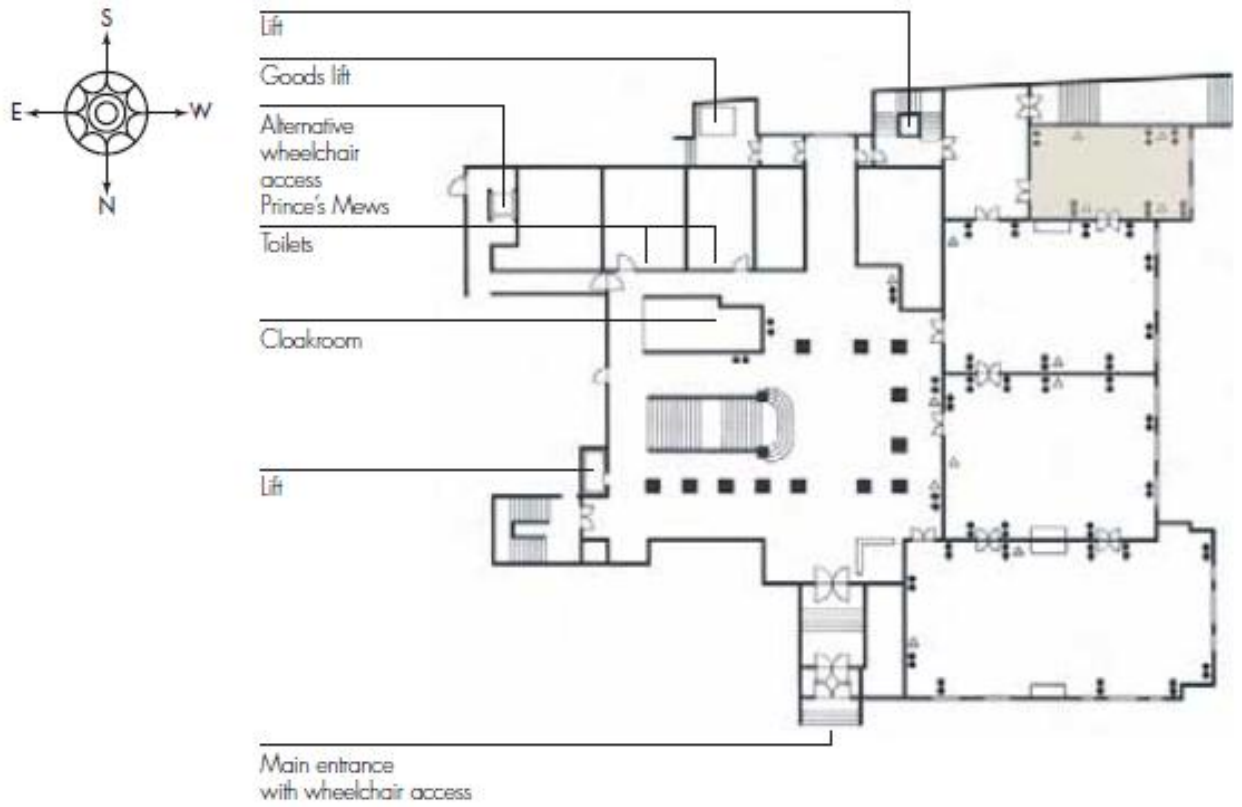 S
E
W
N
Lift
Goods lift
Alternative
wheelchair
access
Prince's Mews
Toilets
Cloakroom
Lift
Main entrance
with wheelchair access